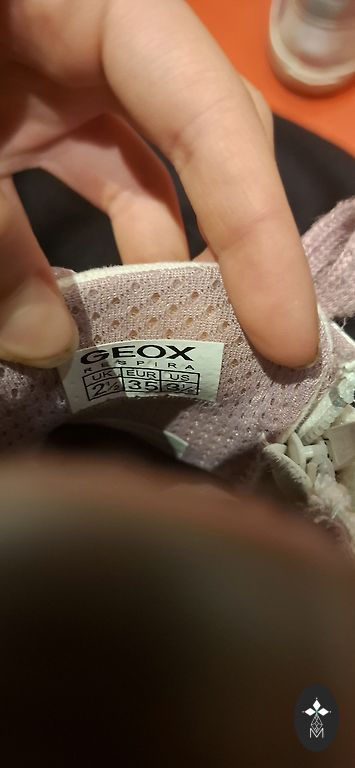 GEOX
RESPIRA
UK EUR US
2½ 35 3½
M